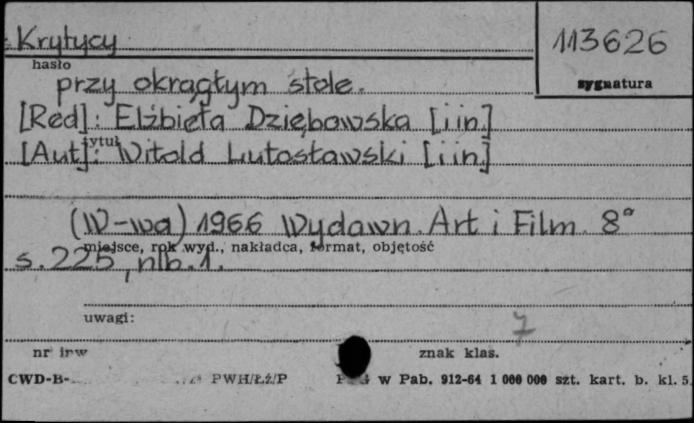 Krytycy
113626
hasło
sygnatura
przy okrągłym stole.
[Red]: Elżbieta Dziębowska [i in.]
tytuł
[Aut]: Witold Lutosławski [i in.]
(W-wa) 1966 Wydawn. Art i Film. 8°
miejsce, rok wyd., nakładca, format, objętość
s. 225, nlb. 1.
uwagi:
7
nr inw
znak klas.
CWD-B- PWH/Łż/P w Pab. 912-64 1 000 000 szt. kart. b. kl. 5